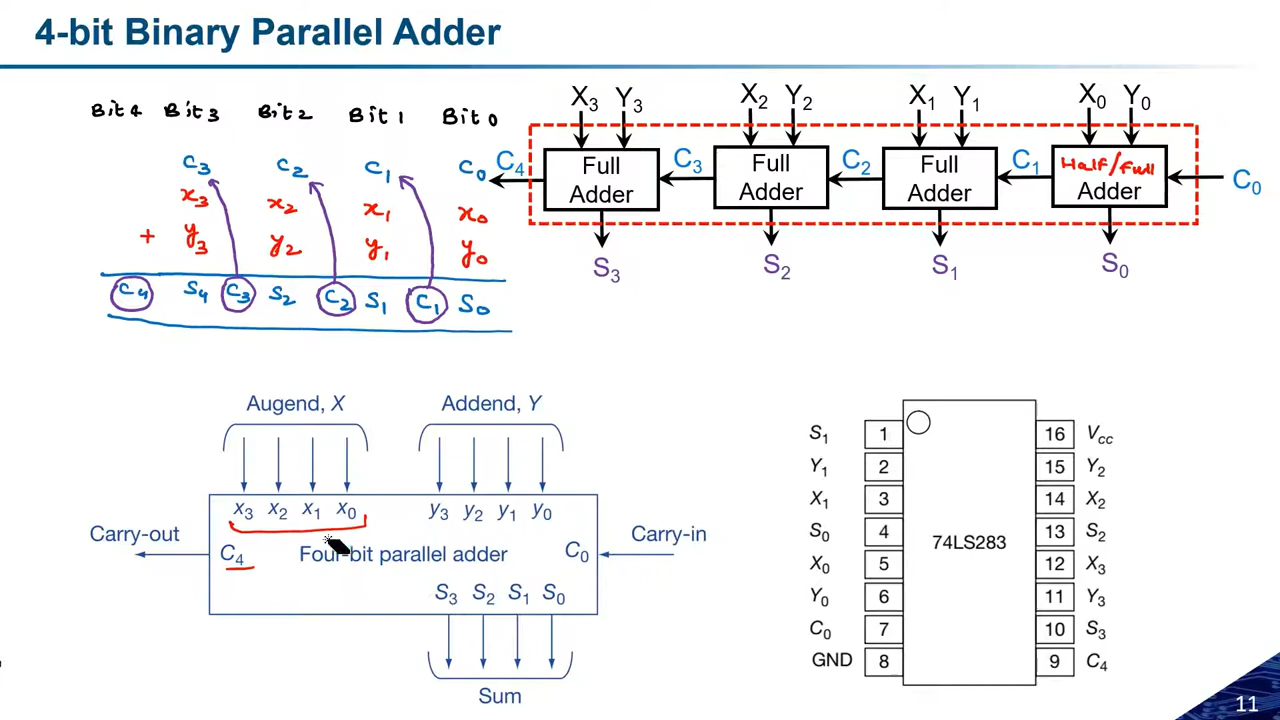 4-bit Binary Parallel Adder
Bit 4 Bit 3 Bit 2 Bit 1 Bit 0
C3 C2 C1 C0
x3 x2 x1 x0
+ y3 y2 y1 y0
C4 S4 C3 S2 C2 S1 C1 S0
X3 Y3 X2 Y2 X1 Y1 X0 Y0
C4 Full Adder C3 Full Adder C2 Full Adder C1 Half/Full Adder C0
S3 S2 S1 S0
Augend, X Addend, Y
x3 x2 x1 x0 y3 y2 y1 y0
Carry-out Carry-in
C4 Four-bit parallel adder C0
S3 S2 S1 S0
Sum
S1 1 16 Vcc
Y1 2 15 Y2
X1 3 14 X2
S0 4 13 S2
74LS283
X0 5 12 X3
Y0 6 11 Y3
C0 7 10 S3
GND 8 9 C4
11